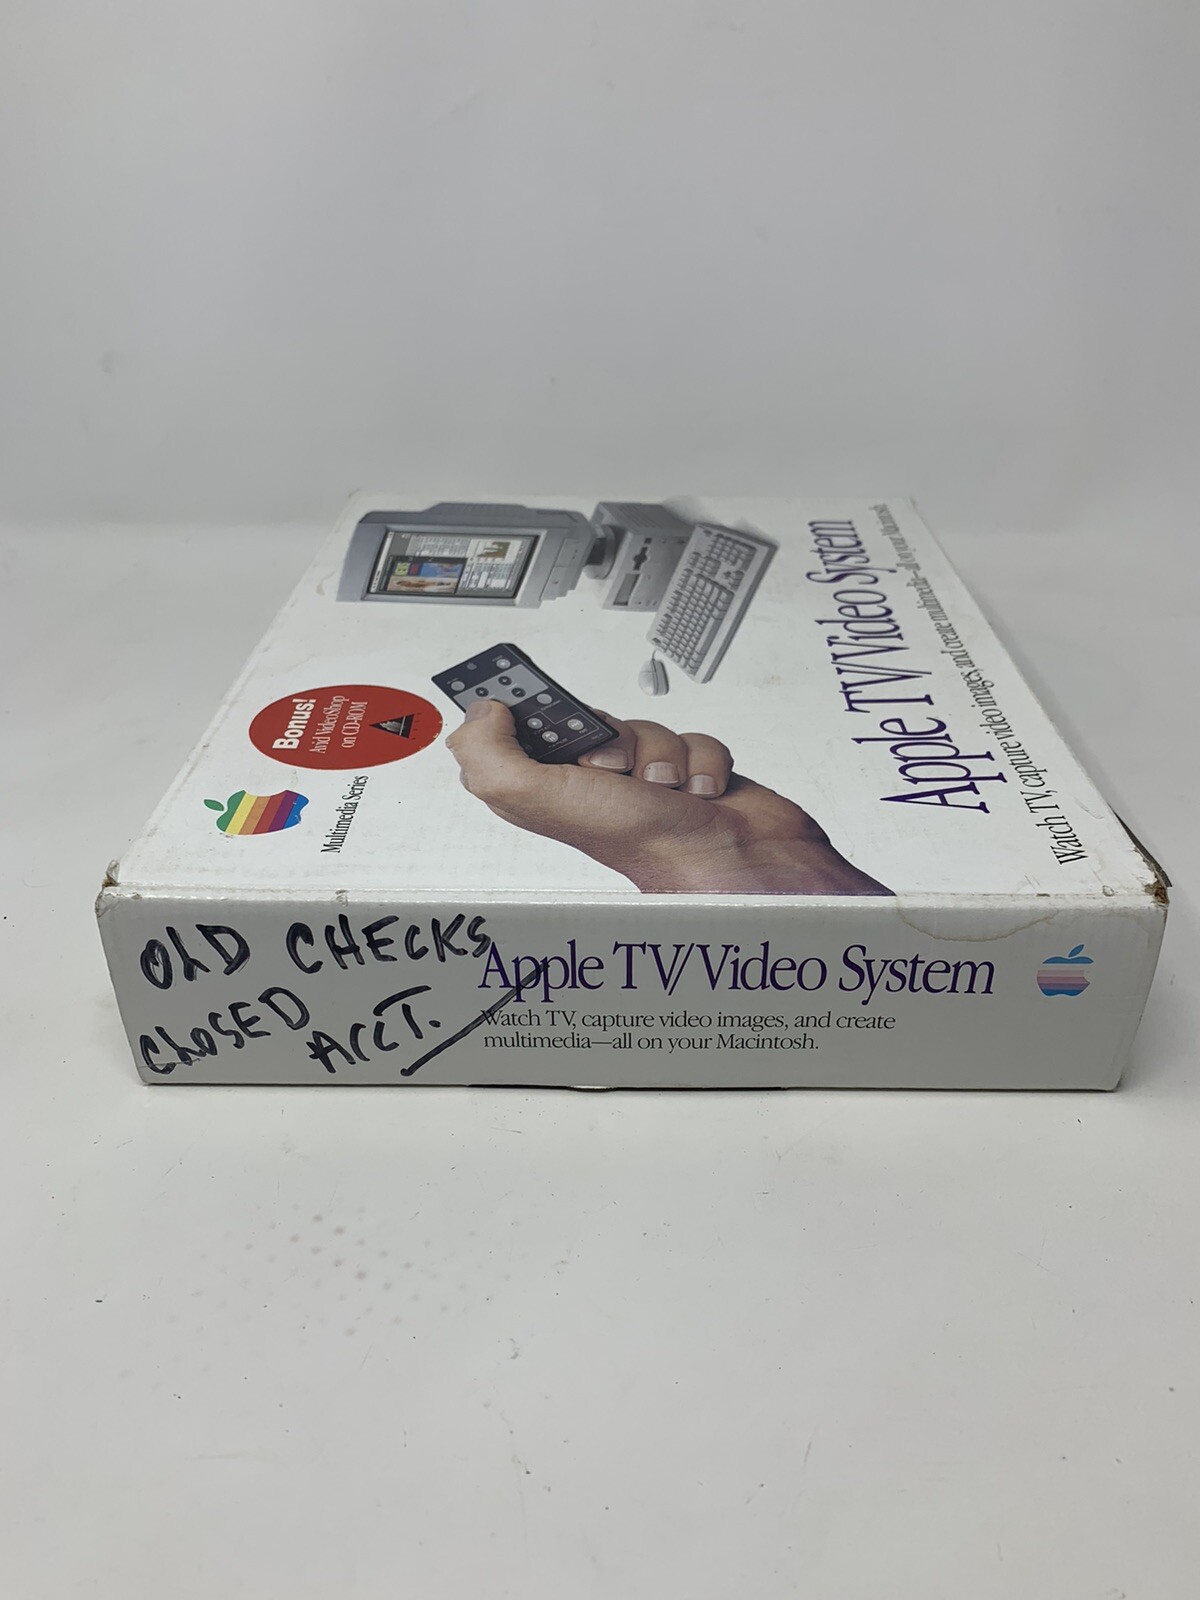 Apple TV/Video System
Watch TV, capture video images, and create multimedia—all on your Macintosh.
Bonus!
Avid VideoShop
on CD-ROM
Multimedia Series
OLD CHECKS
CLOSED
ACCT.
Apple TV/Video System
Watch TV, capture video images, and create
multimedia—all on your Macintosh.